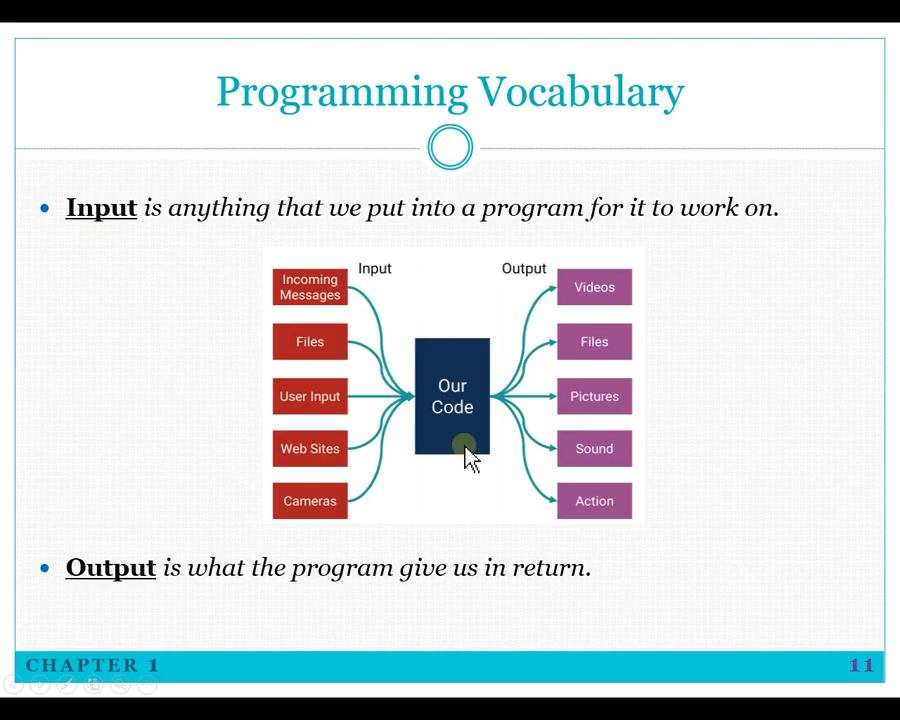 Programming Vocabulary
Input is anything that we put into a program for it to work on.
Input
Output
Incoming
Messages
Files
User Input
Web Sites
Cameras
Our
Code
Videos
Files
Pictures
Sound
Action
Output is what the program give us in return.
CHAPTER 1
11